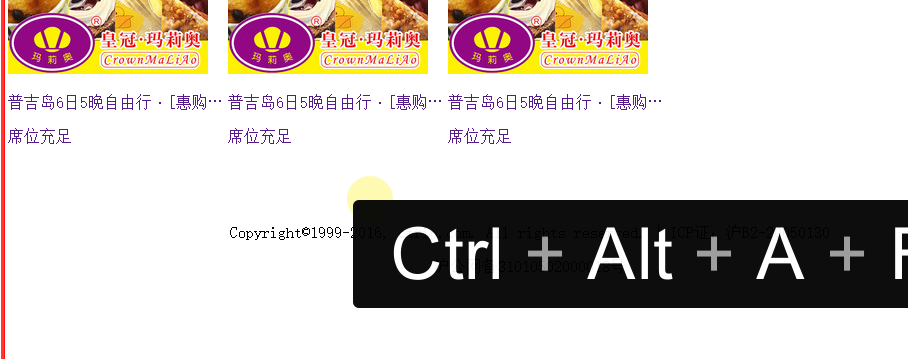 ® 皇冠·玛莉奥 ® 皇冠·玛莉奥 ® 皇冠·玛莉奥
玛莉奥 CrownMaLiAo 玛莉奥 CrownMaLiAo 玛莉奥 CrownMaLiAo
普吉岛6日5晚自由行·[惠购… 普吉岛6日5晚自由行·[惠购… 普吉岛6日5晚自由行·[惠购…
席位充足 席位充足 席位充足
Copyright©1999-2016,
Ctrl + Alt + A +